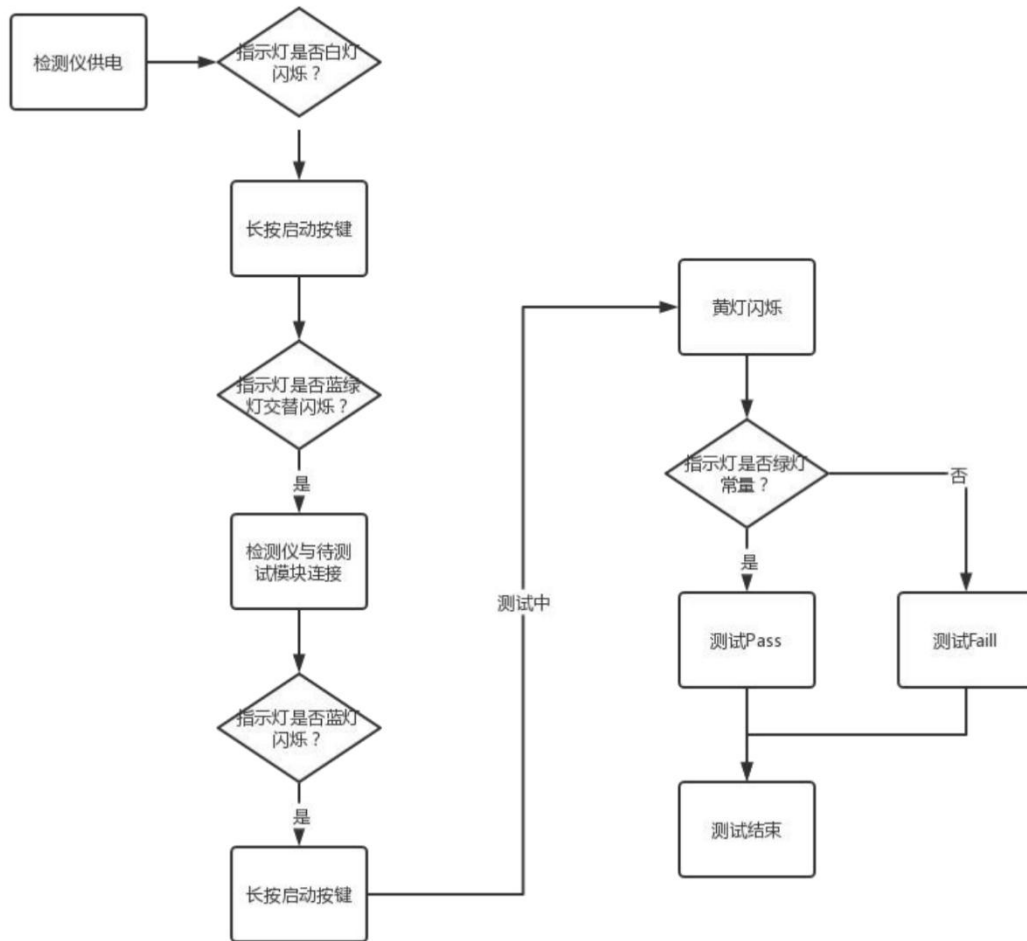 检测仪供电
指示灯是否白灯
闪烁？
长按启动按键
指示灯是否蓝绿
灯交替闪烁？
是
检测仪与待测
试模块连接
指示灯是否蓝灯
闪烁？
是
长按启动按键
测试中
黄灯闪烁
指示灯是否绿灯
常量？
否
是
测试Pass
测试Faill
测试结束